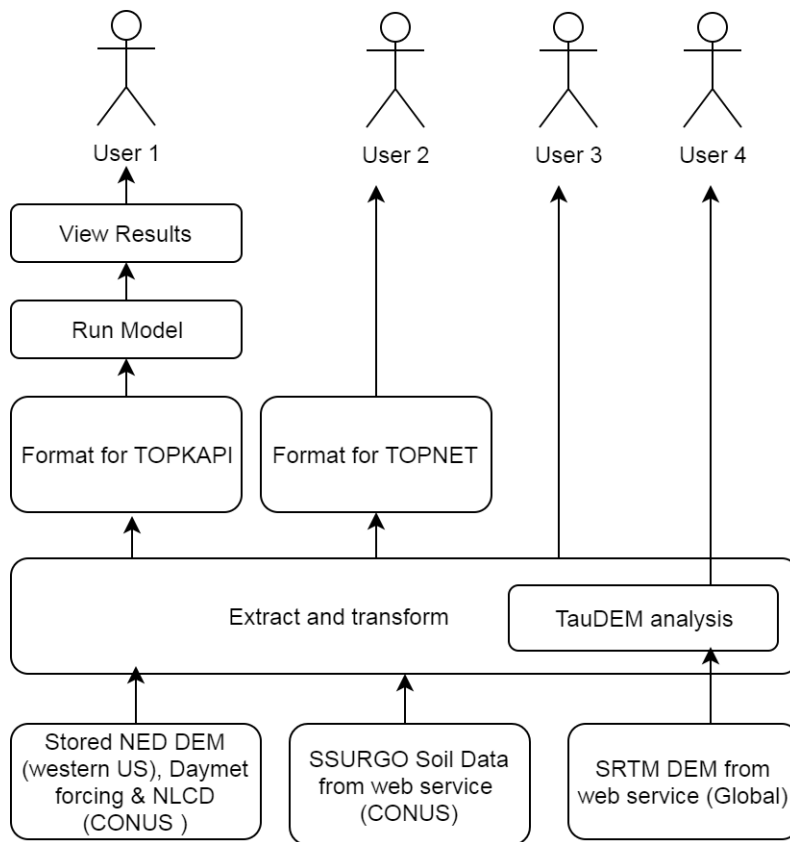 User 1
User 2
User 3
User 4
View Results
Run Model
Format for TOPKAPI
Format for TOPNET
Extract and transform
TauDEM analysis
Stored NED DEM
(western US), Daymet
forcing & NLCD
(CONUS )
SSURGO Soil Data
from web service
(CONUS)
SRTM DEM from
web service (Global)